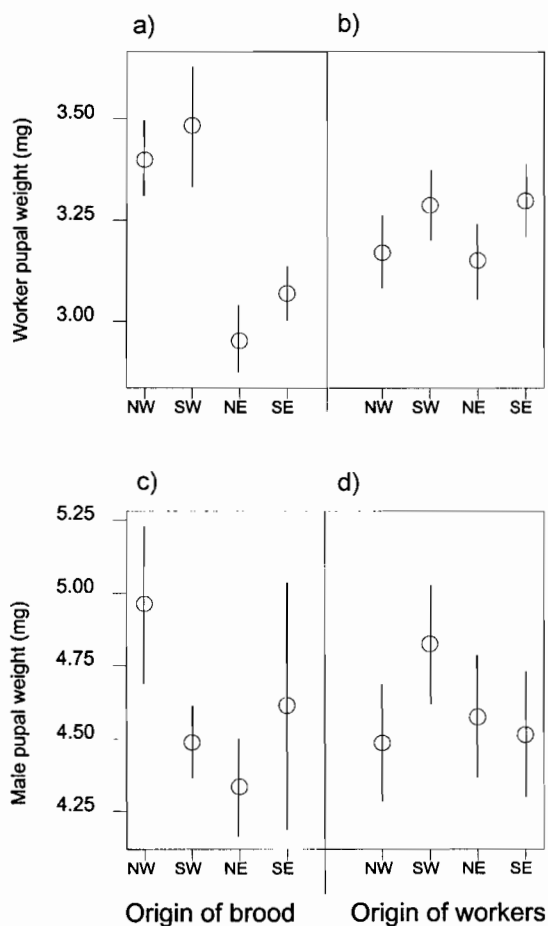 a) b)
Worker pupal weight (mg)
3.50
3.25
3.00
NW SW NE SE NW SW NE SE
c) d)
Male pupal weight (mg)
5.25
5.00
4.75
4.50
4.25
NW SW NE SE NW SW NE SE
Origin of brood Origin of workers